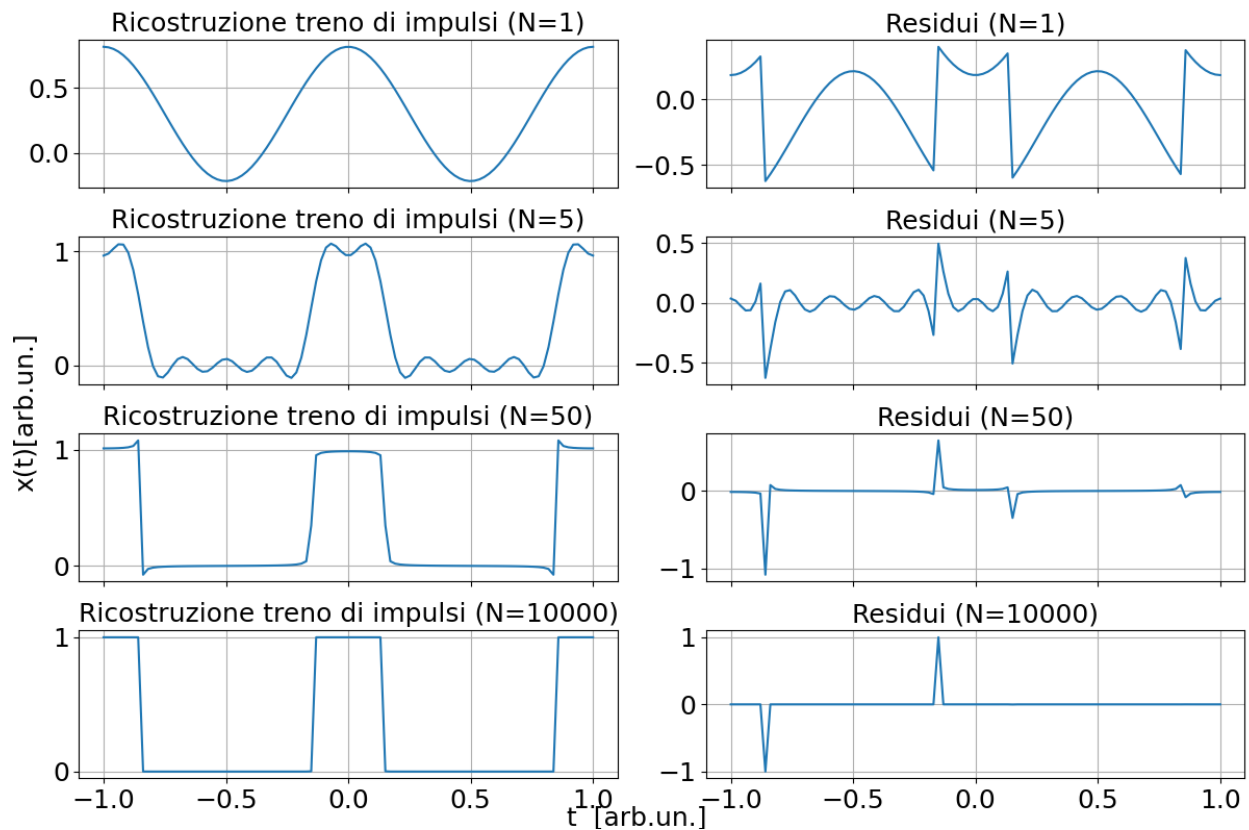 Ricostruzione treno di impulsi (N=1)
Residui (N=1)
0.5
0.0
0.0
−0.5
Ricostruzione treno di impulsi (N=5)
Residui (N=5)
1
0
0.5
0.0
−0.5
x(t)[arb.un.]
Ricostruzione treno di impulsi (N=50)
Residui (N=50)
1
0
0
−1
Ricostruzione treno di impulsi (N=10000)
Residui (N=10000)
1
0
1
0
−1
−1.0 −0.5 0.0 0.5 1.0
−1.0 −0.5 0.0 0.5 1.0
t [arb.un.]